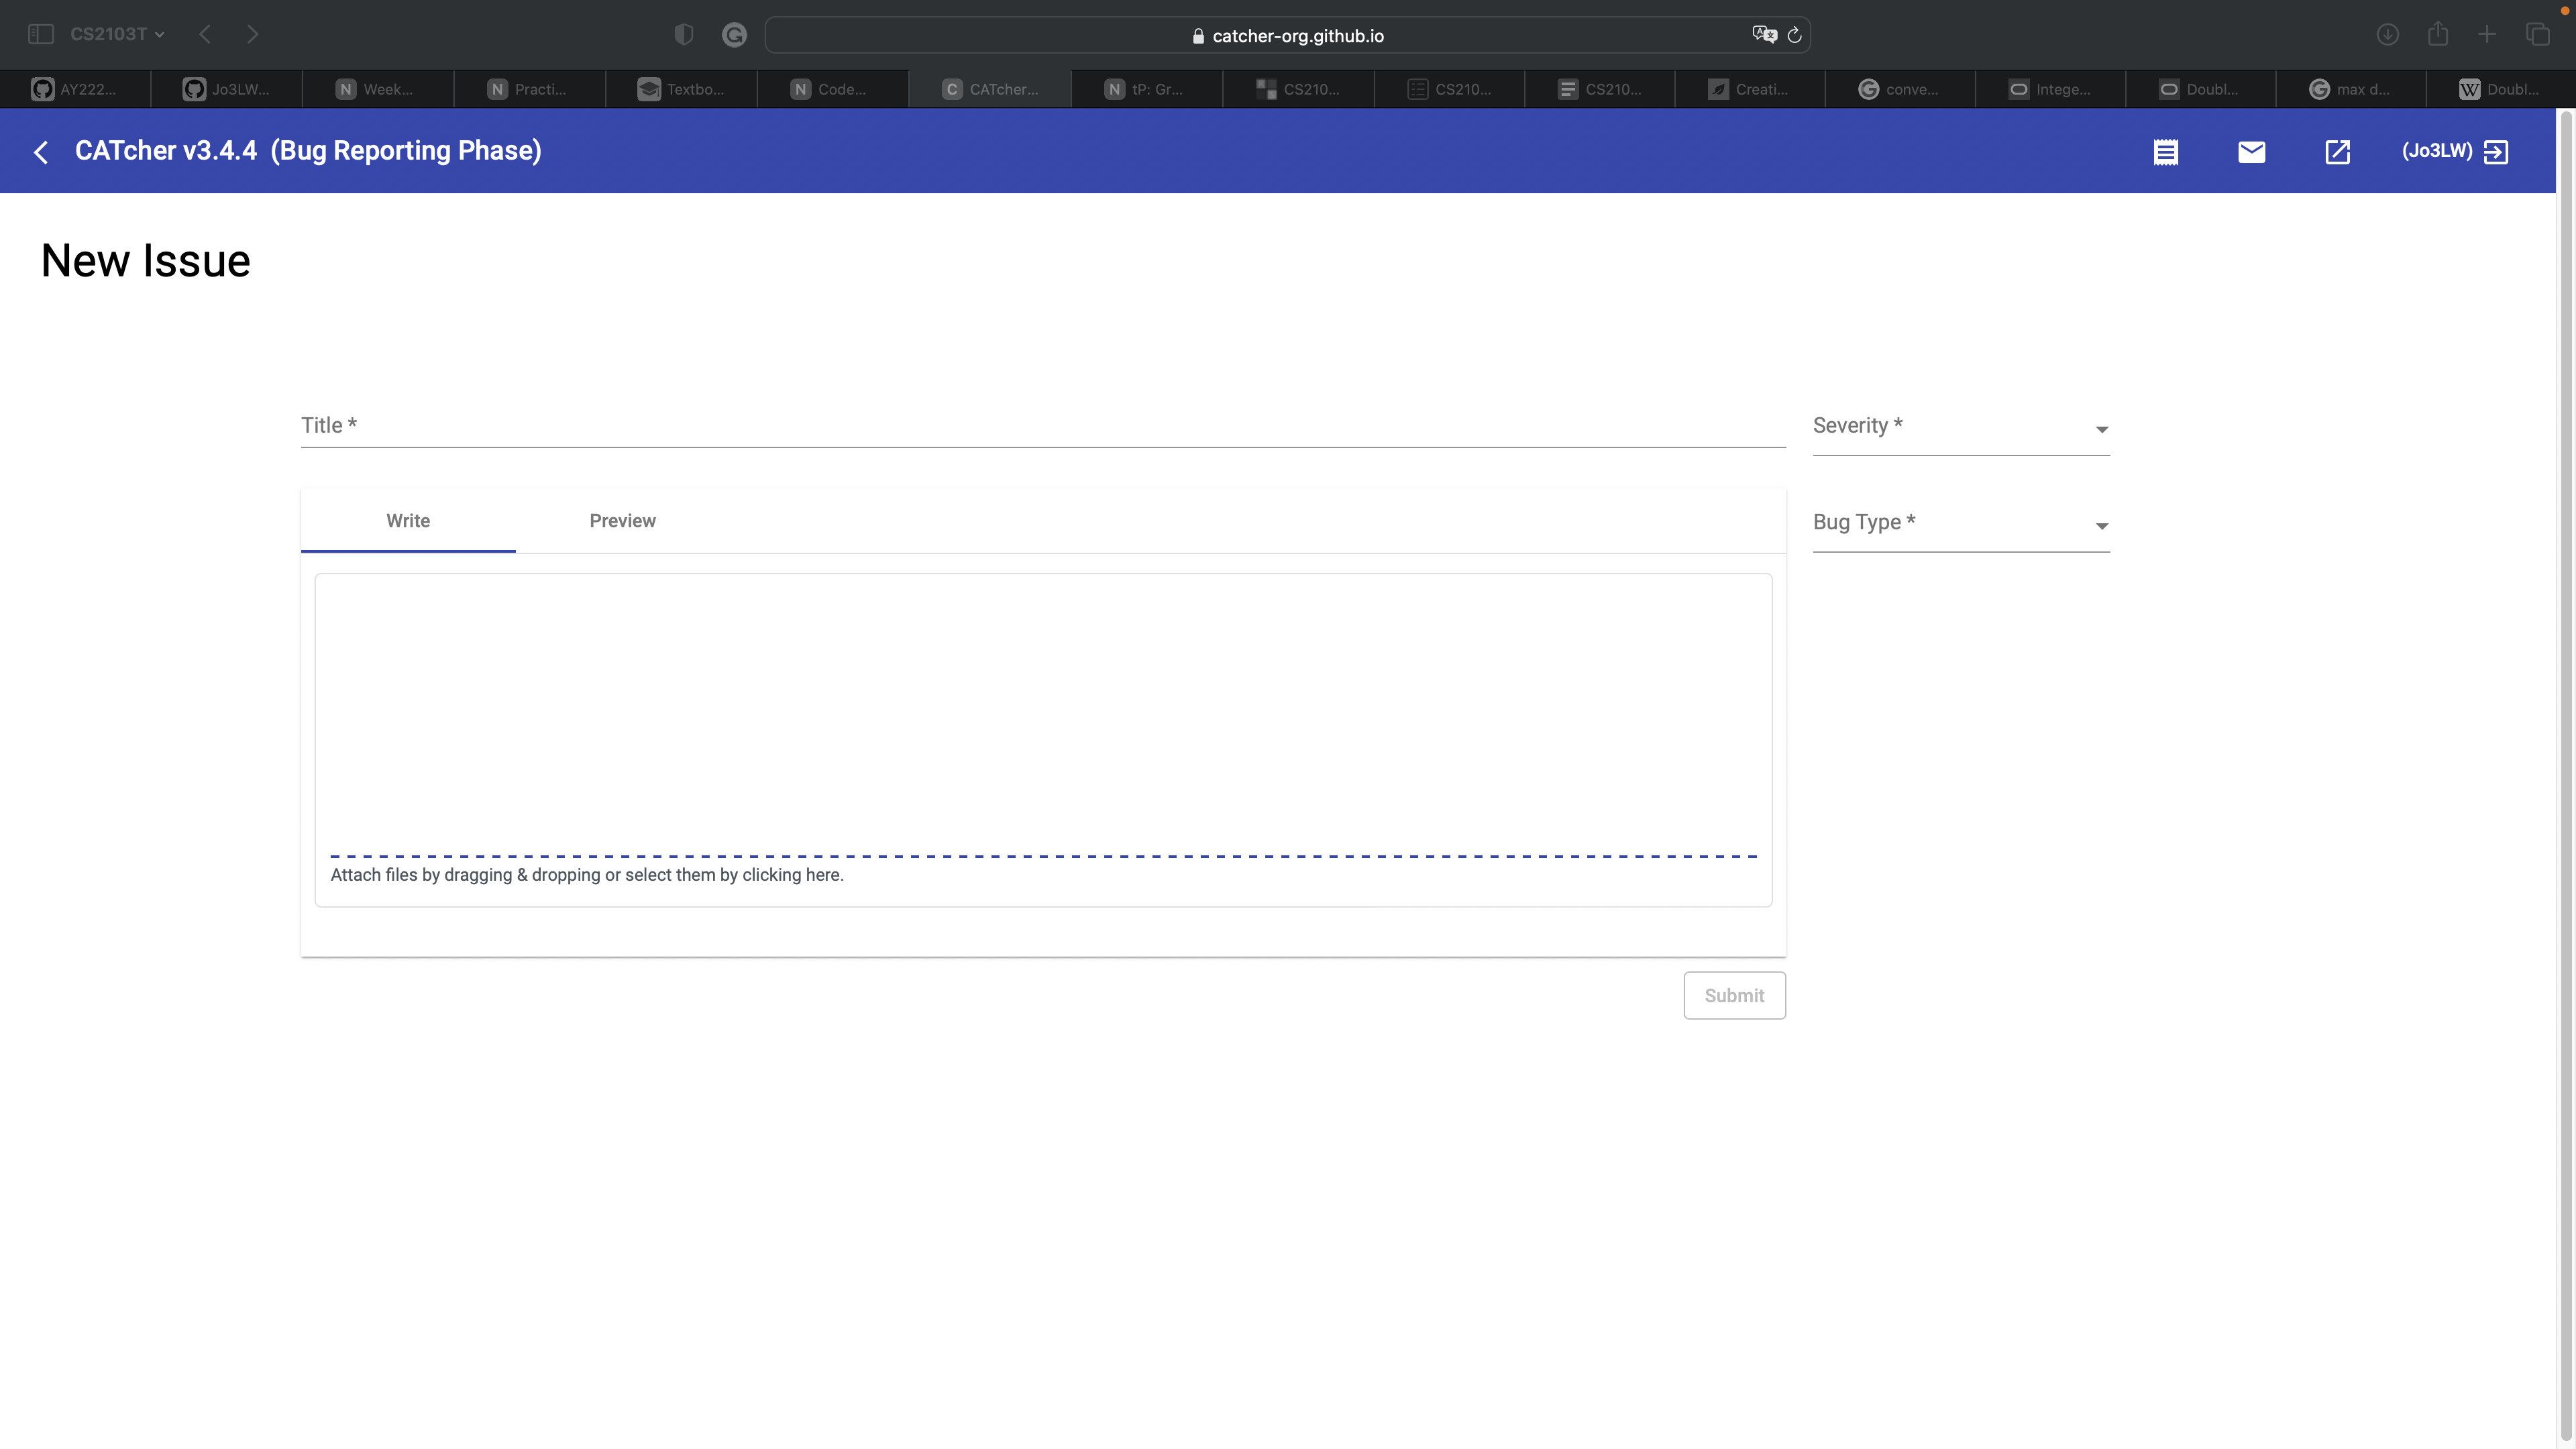 CS2103T
catcher-org.github.io
AY222...
Jo3LW...
N Week...
N Practi...
Textbo...
N Code...
C CATcher...
N tP: Gr...
CS210...
CS210...
CS210...
Creati...
conve...
Intege...
Doubl...
max d...
W Doubl...
CATcher v3.4.4 (Bug Reporting Phase)
(Jo3LW)
New Issue
Title *
Severity *
Write
Preview
Bug Type *
Attach files by dragging & dropping or select them by clicking here.
Submit